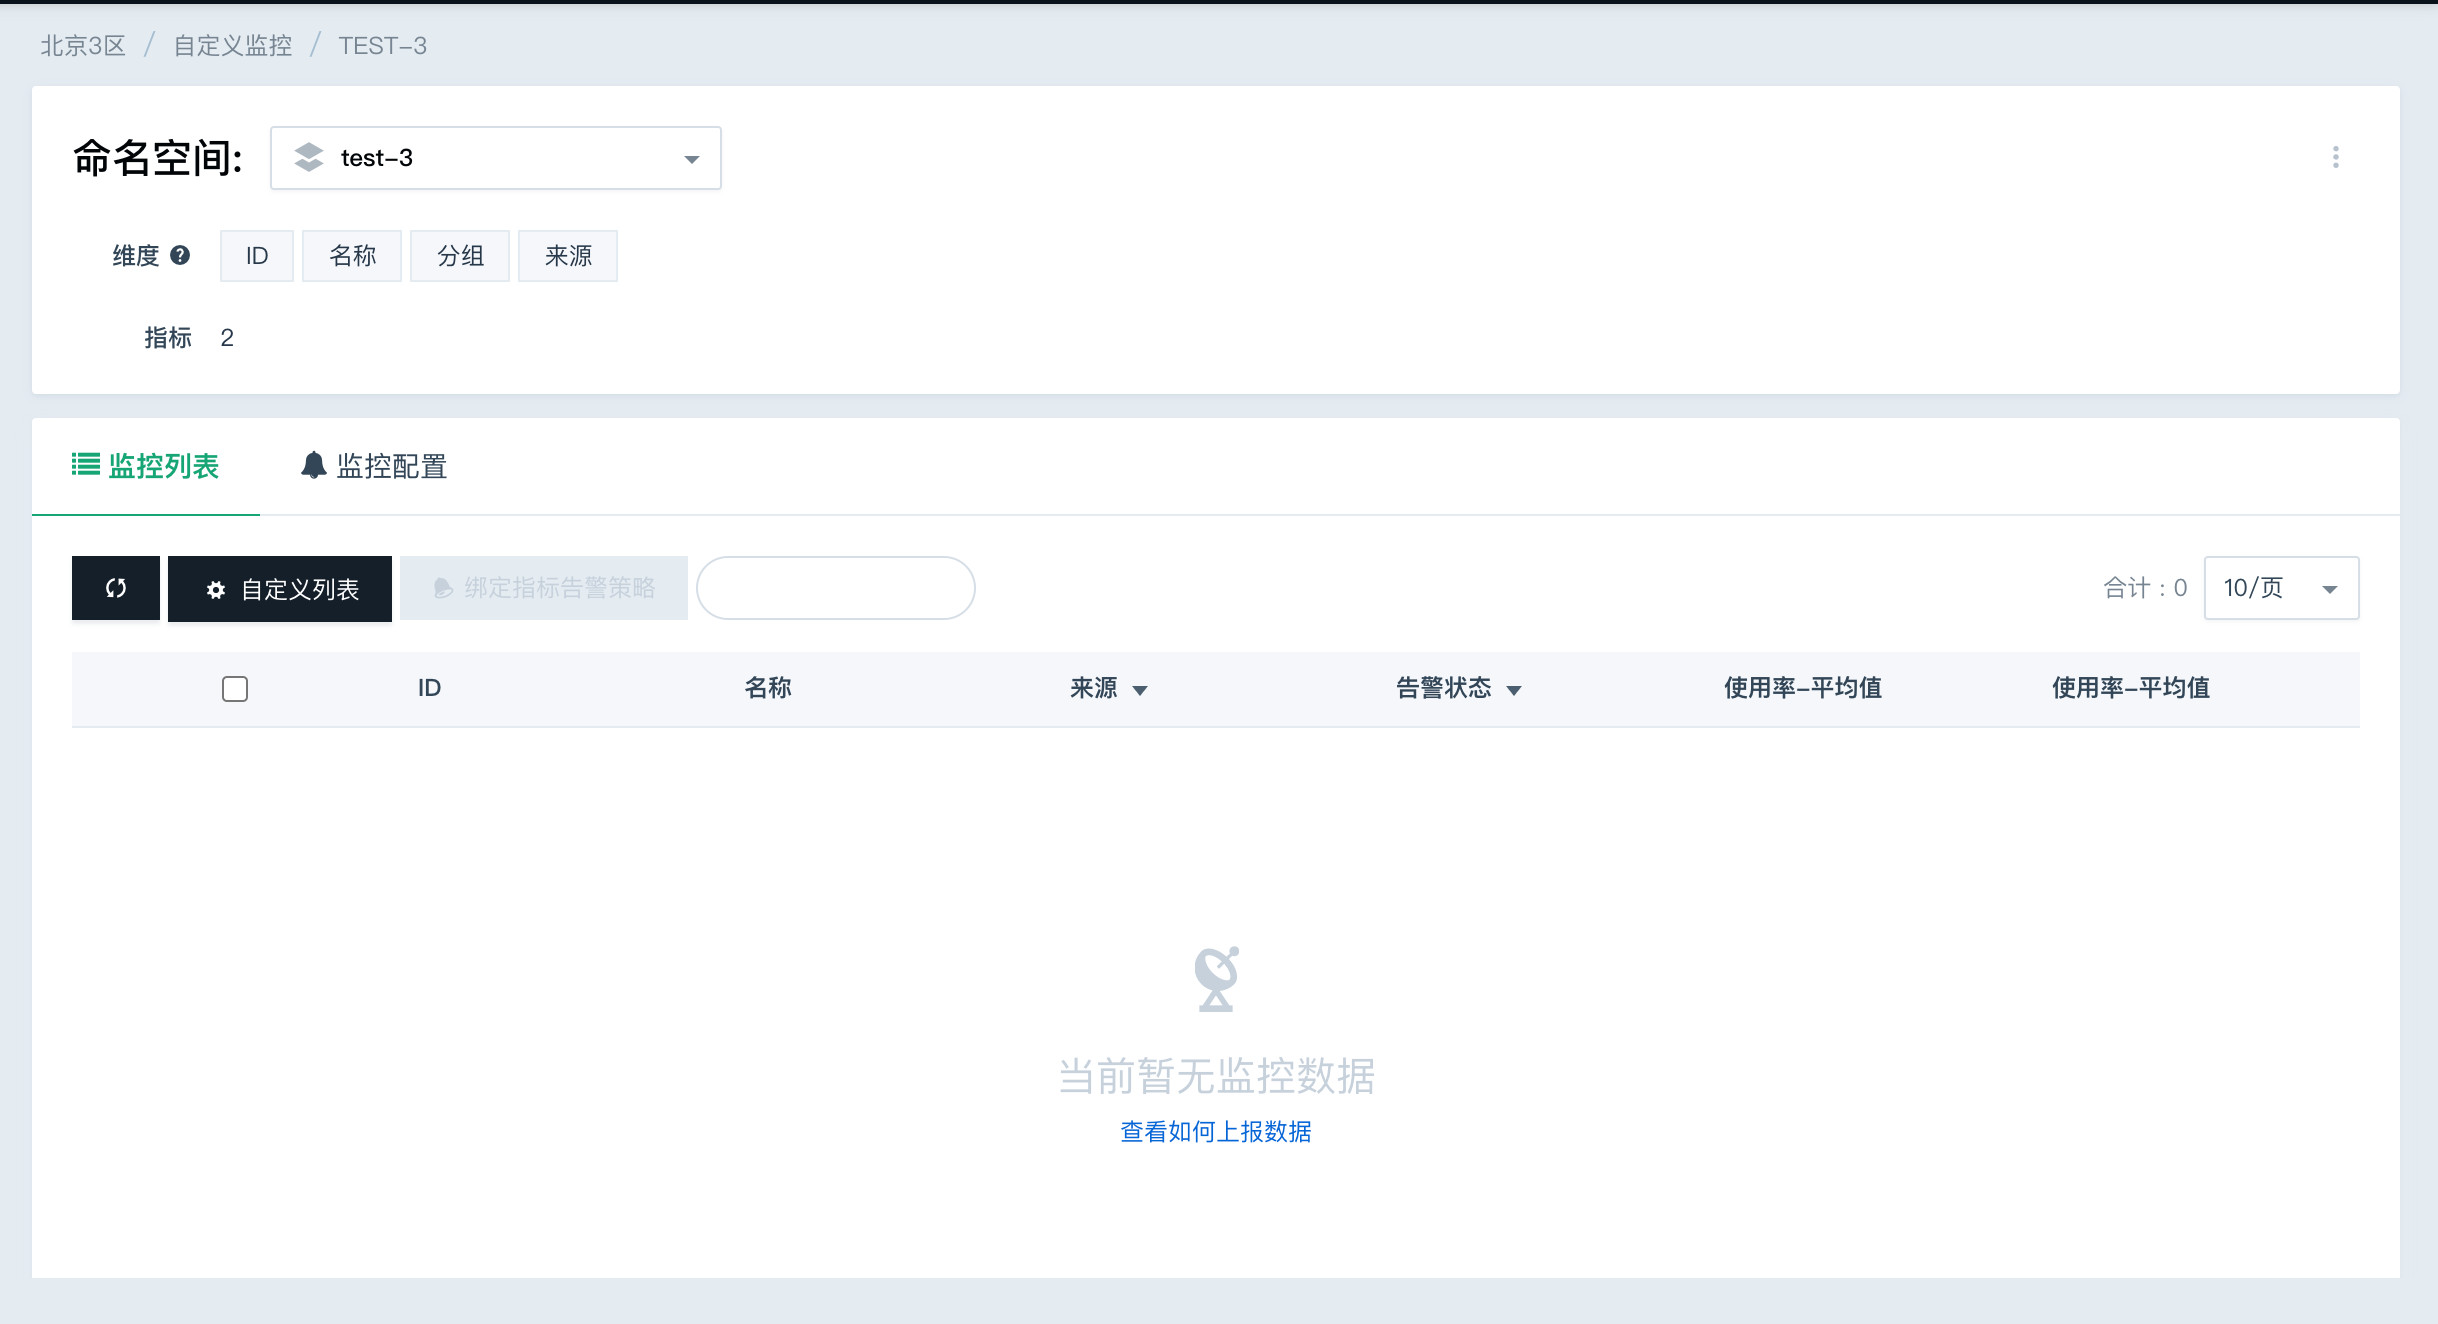 北京3区 / 自定义监控 / TEST-3
命名空间: test-3
维度 ? ID 名称 分组 来源
指标 2
监控列表 监控配置
自定义列表 绑定指标告警策略 合计：0 10/页
ID 名称 来源 告警状态 使用率-平均值 使用率-平均值
当前暂无监控数据
查看如何上报数据